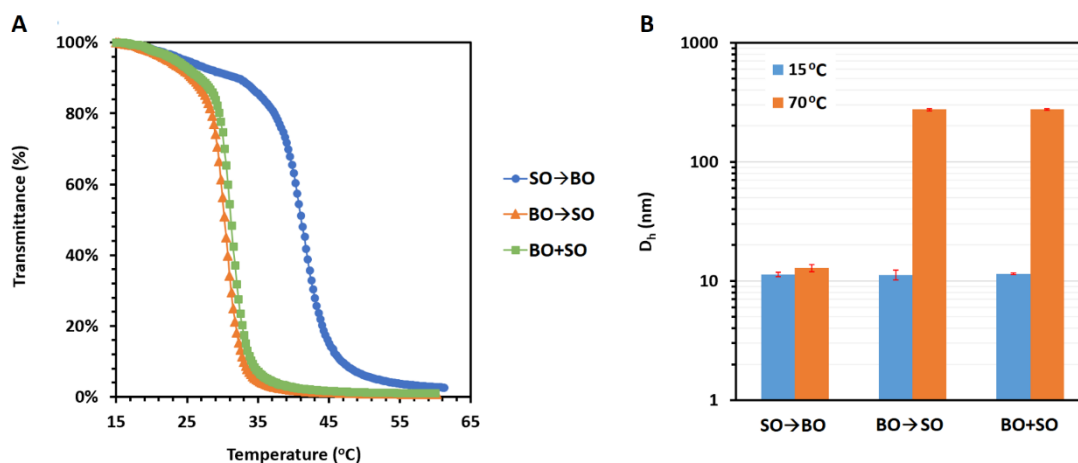 A
100%
80%
60%
40%
20%
0%
Transmittance (%)
15 25 35 45 55 65
Temperature (°C)
SO→BO
BO→SO
BO+SO
B
1000
100
10
1
Dₕ (nm)
15°C
70°C
SO→BO BO→SO BO+SO